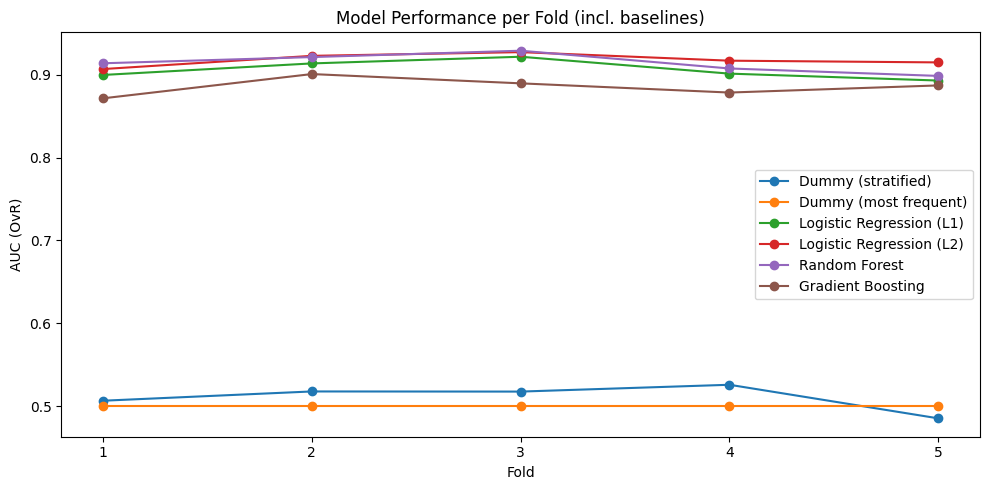 Model Performance per Fold (incl. baselines)
AUC (OvR)
0.9
0.8
0.7
0.6
0.5
Dummy (stratified)
Dummy (most frequent)
Logistic Regression (L1)
Logistic Regression (L2)
Random Forest
Gradient Boosting
1 2 3 4 5
Fold